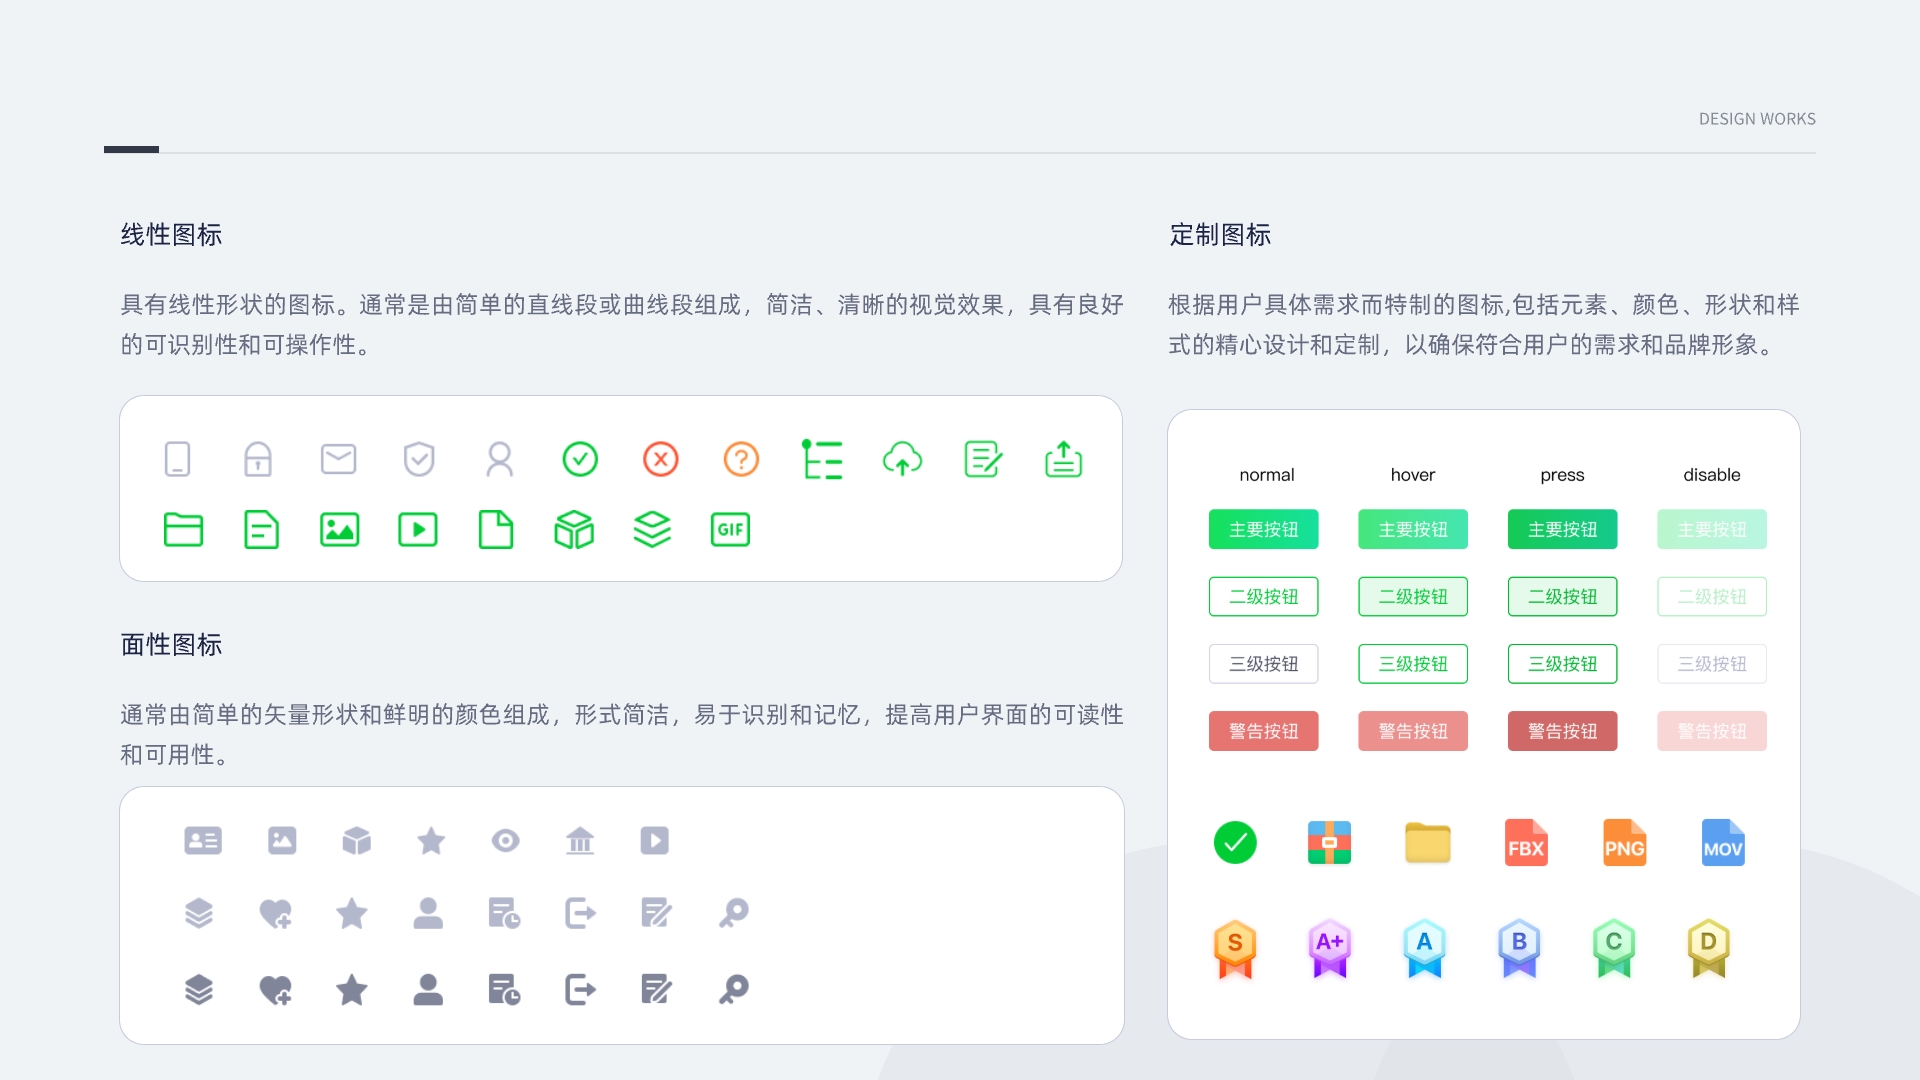 DESIGN WORKS
线性图标
具有线性形状的图标。通常是由简单的直线段或曲线段组成，简洁、清晰的视觉效果，具有良好
的可识别性和可操作性。
GIF
面性图标
通常由简单的矢量形状和鲜明的颜色组成，形式简洁，易于识别和记忆，提高用户界面的可读性
和可用性。
定制图标
根据用户具体需求而特制的图标,包括元素、颜色、形状和样
式的精心设计和定制，以确保符合用户的需求和品牌形象。
normal hover press disable
主要按钮 主要按钮 主要按钮 主要按钮
二级按钮 二级按钮 二级按钮 二级按钮
三级按钮 三级按钮 三级按钮 三级按钮
警告按钮 警告按钮 警告按钮 警告按钮
FBX PNG MOV
S A+ A B C D